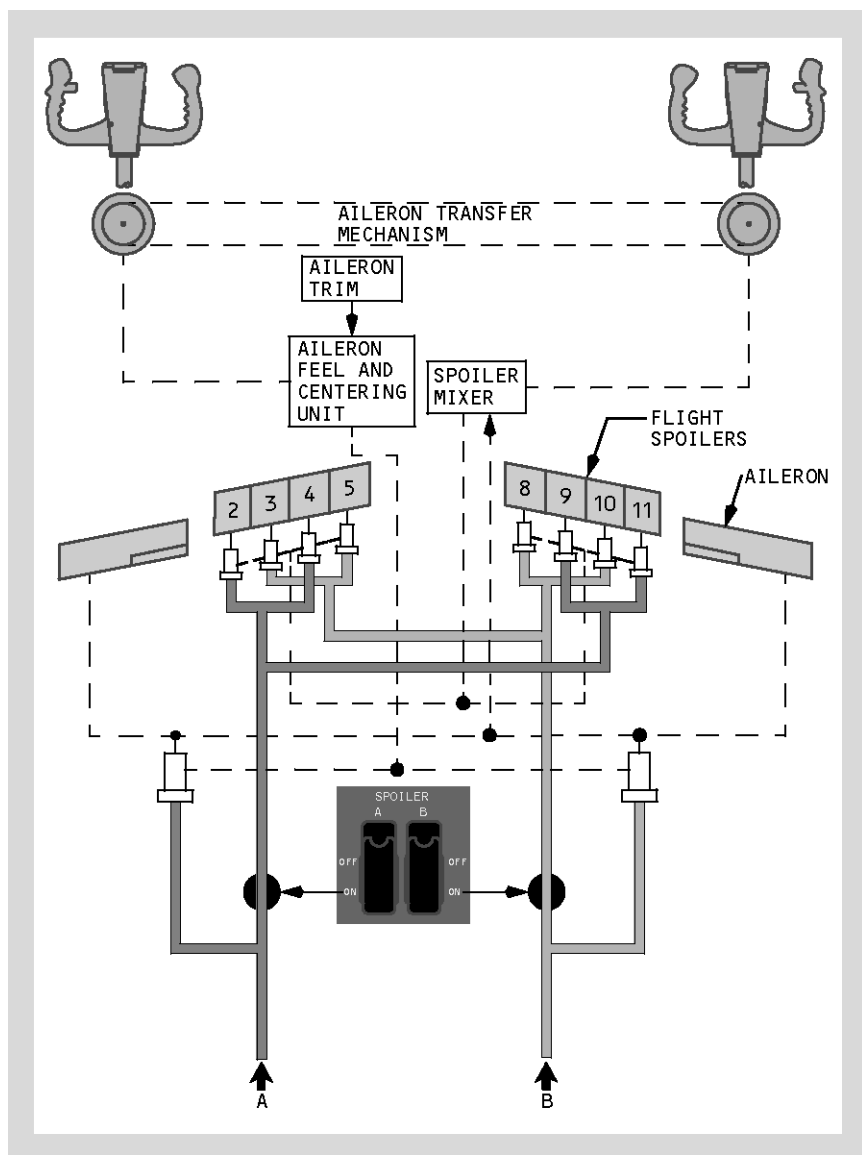 AILERON TRANSFER
MECHANISM
AILERON
TRIM
AILERON
FEEL AND
CENTERING
UNIT
SPOILER
MIXER
FLIGHT
SPOILERS
AILERON
2 3 4 5
8 9 10 11
SPOILER
A B
OFF OFF
ON ON
A B